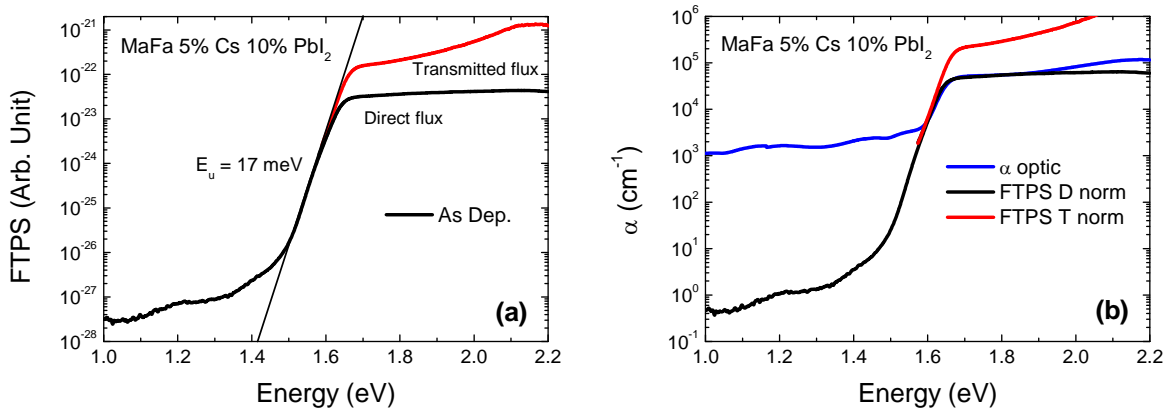 MaFa 5% Cs 10% PbI₂
Transmitted flux
Direct flux
Eᵤ = 17 meV
As Dep.
(a)
FTPS (Arb. Unit)
10⁻²¹
10⁻²²
10⁻²³
10⁻²⁴
10⁻²⁵
10⁻²⁶
10⁻²⁷
10⁻²⁸
1.0 1.2 1.4 1.6 1.8 2.0 2.2
Energy (eV)
MaFa 5% Cs 10% PbI₂
α optic
FTPS D norm
FTPS T norm
(b)
α (cm⁻¹)
10⁶
10⁵
10⁴
10³
10²
10¹
10⁰
10⁻¹
1.0 1.2 1.4 1.6 1.8 2.0 2.2
Energy (eV)